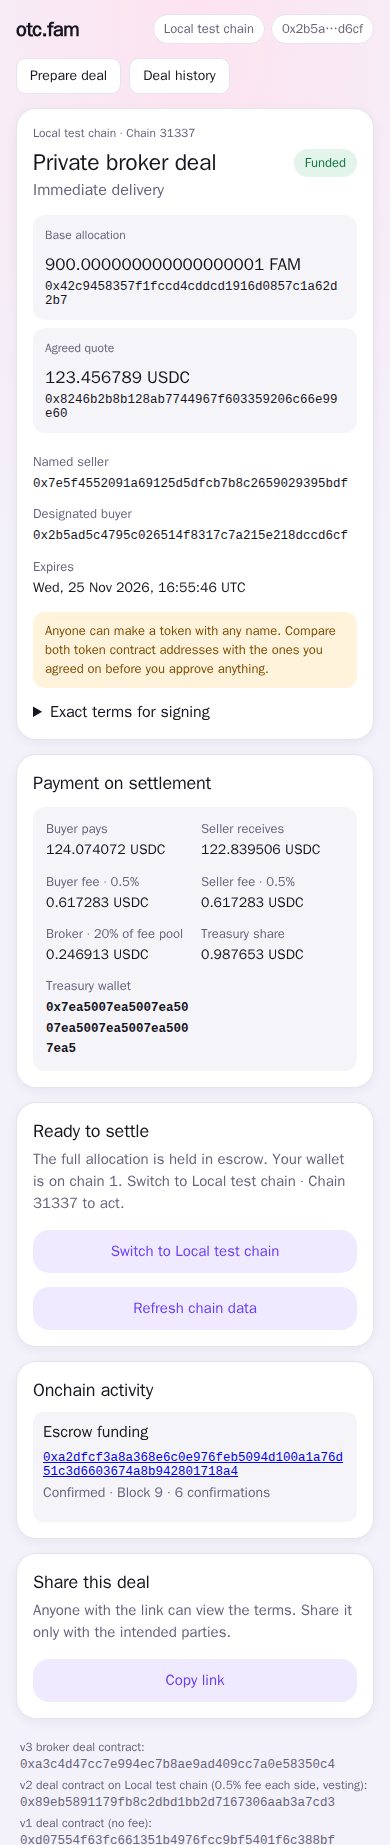 otc.fam
Local test chain
0x2b5a···d6cf
Prepare deal
Deal history
Local test chain · Chain 31337
Private broker deal
Funded
Immediate delivery
Base allocation
900.000000000000000001 FAM
0x42c9458357f1fccd4cddcd1916d0857c1a62d
2b7
Agreed quote
123.456789 USDC
0x8246b2b8b128ab7744967f603359206c66e99
e60
Named seller
0x7e5f4552091a69125d5dfcb7b8c2659029395bdf
Designated buyer
0x2b5ad5c4795c026514f8317c7a215e218dccd6cf
Expires
Wed, 25 Nov 2026, 16:55:46 UTC
Anyone can make a token with any name. Compare
both token contract addresses with the ones you
agreed on before you approve anything.
Exact terms for signing
Payment on settlement
Buyer pays
124.074072 USDC
Seller receives
122.839506 USDC
Buyer fee · 0.5%
0.617283 USDC
Seller fee · 0.5%
0.617283 USDC
Broker · 20% of fee pool
0.246913 USDC
Treasury share
0.987653 USDC
Treasury wallet
0x7ea5007ea5007ea50
07ea5007ea5007ea500
7ea5
Ready to settle
The full allocation is held in escrow. Your wallet
is on chain 1. Switch to Local test chain · Chain
31337 to act.
Switch to Local test chain
Refresh chain data
Onchain activity
Escrow funding
0xa2dfcf3a8a368e6c0e976feb5094d100a1a76d
51c3d6603674a8b942801718a4
Confirmed · Block 9 · 6 confirmations
Share this deal
Anyone with the link can view the terms. Share it
only with the intended parties.
Copy link
v3 broker deal contract:
0xa3c4d47cc7e994ec7b8ae9ad409cc7a0e58350c4
v2 deal contract on Local test chain (0.5% fee each side, vesting):
0x89eb5891179fb8c2dbd1bb2d7167306aab3a7cd3
v1 deal contract (no fee):
0xd07554f63fc661351b4976fcc9bf5401f6c388bf